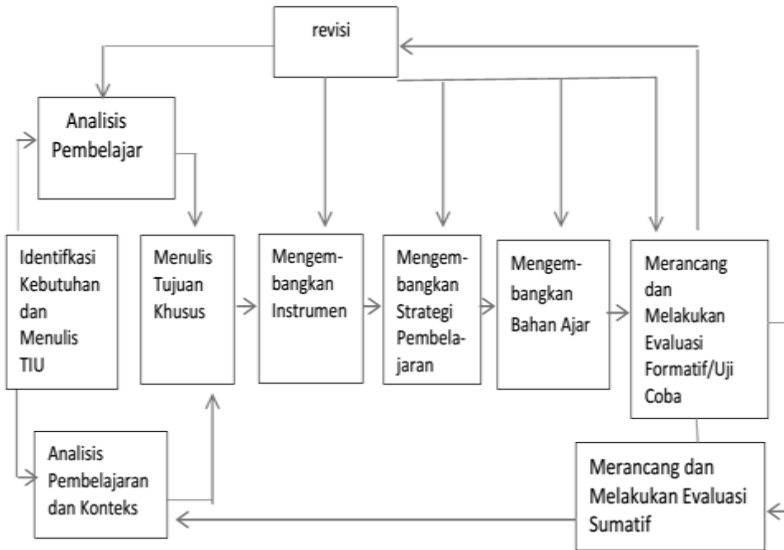 revisi
Analisis
Pembelajar
Identifkasi
Kebutuhan
dan
Menulis
TIU
Menulis
Tujuan
Khusus
Mengem-
bangkan
Instrumen
Mengem-
bangkan
Strategi
Pembela-
jaran
Mengem-
bangkan
Bahan Ajar
Merancang
dan
Melakukan
Evaluasi
Formatif/Uji
Coba
Analisis
Pembelajaran
dan Konteks
Merancang dan
Melakukan Evaluasi
Sumatif